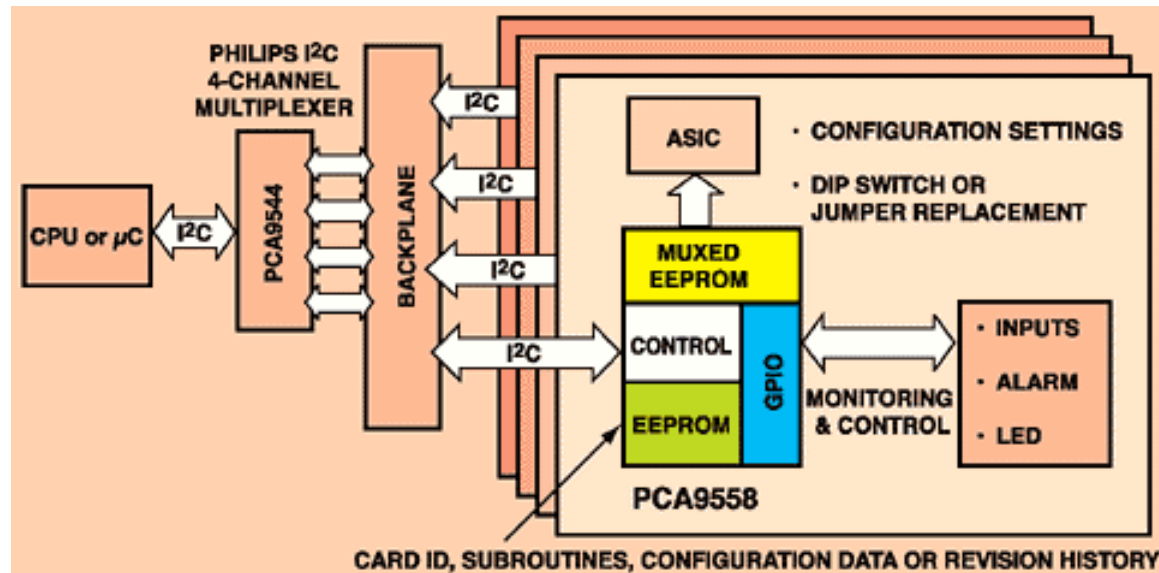 PHILIPS I²C
4-CHANNEL
MULTIPLEXER
CPU or µC
I²C
PCA9544
BACKPLANE
I²C
I²C
I²C
I²C
ASIC
• CONFIGURATION SETTINGS
• DIP SWITCH OR
JUMPER REPLACEMENT
MUXED
EEPROM
CONTROL
EEPROM
GPIO
MONITORING
& CONTROL
• INPUTS
• ALARM
• LED
PCA9558
CARD ID, SUBROUTINES, CONFIGURATION DATA OR REVISION HISTORY